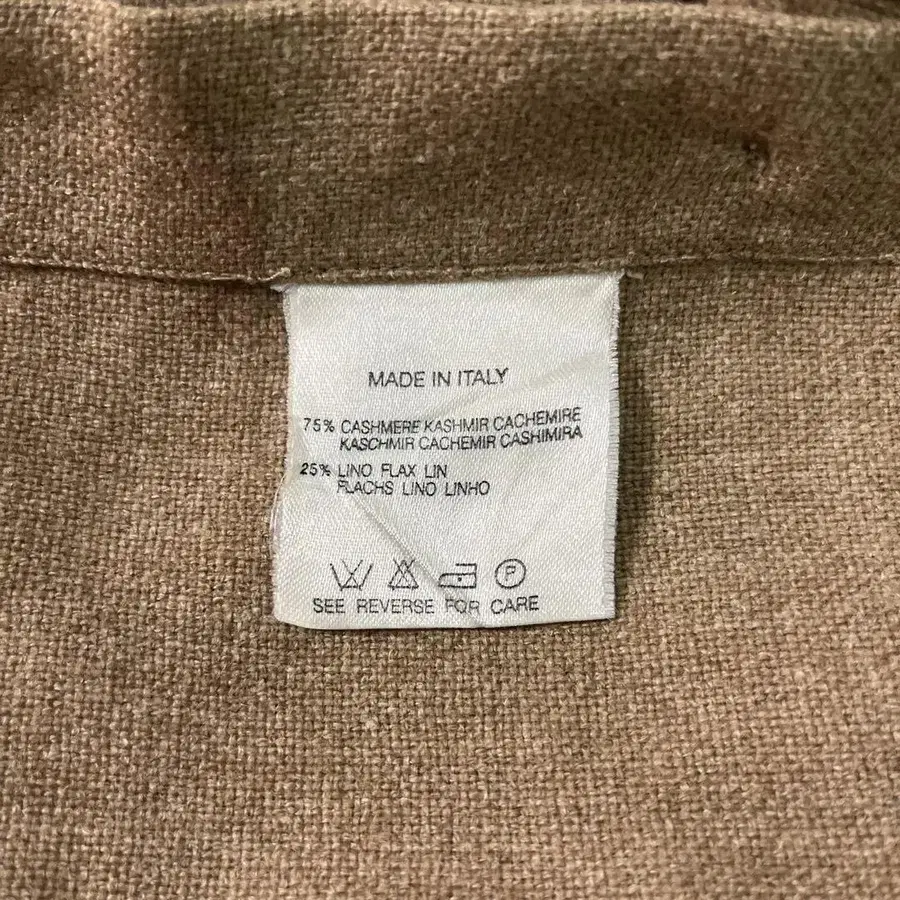 MADE IN ITALY
75% CASHMERE KASHMIR CACHEMIRE
KASCHMIR CACHEMIR CASHIMIRA
25% LINO FLAX LIN
FLACHS LINO LINHO
P
SEE REVERSE FOR CARE